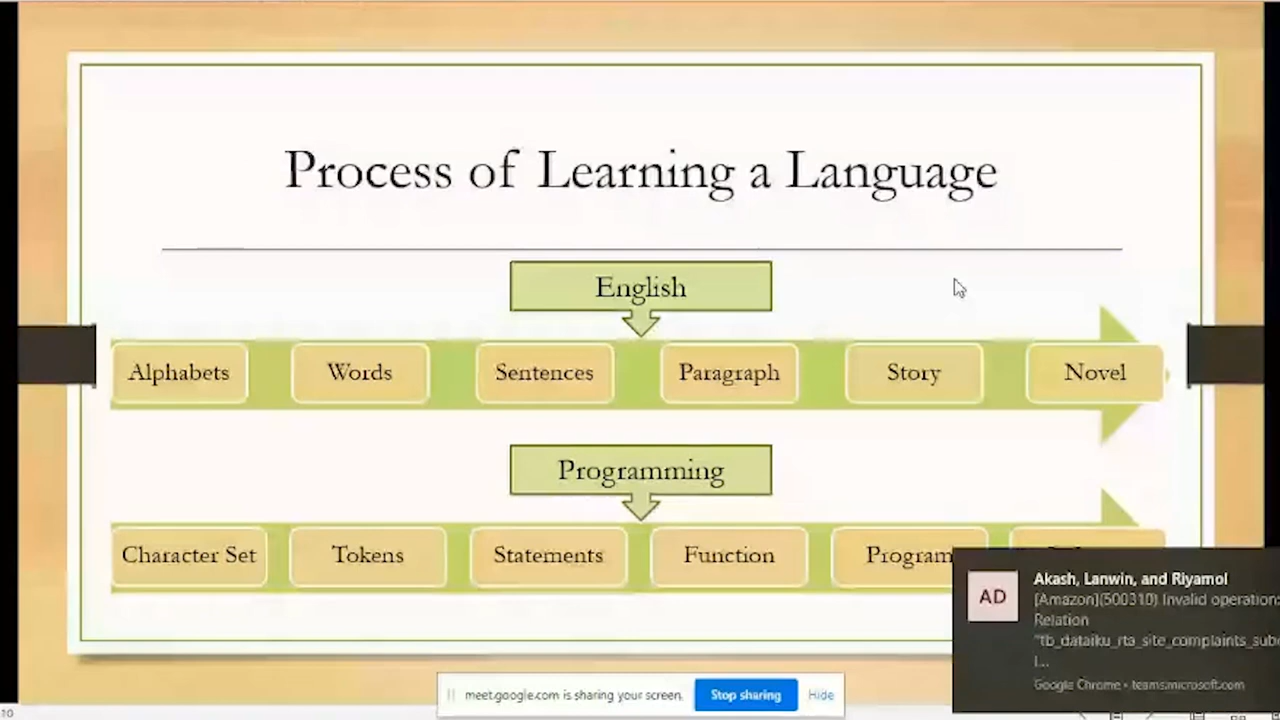 Process of Learning a Language
English
Alphabets Words Sentences Paragraph Story Novel
Programming
Character Set Tokens Statements Function Program
AD
Akash, Lanwin, and Riyamol
[Amazon](500310) Invalid operation:
Relation
"tb_dataiku_rta_site_complaints_sub
i...
Google Chrome • teams.microsoft.com
meet.google.com is sharing your screen.
Stop sharing
Hide
10